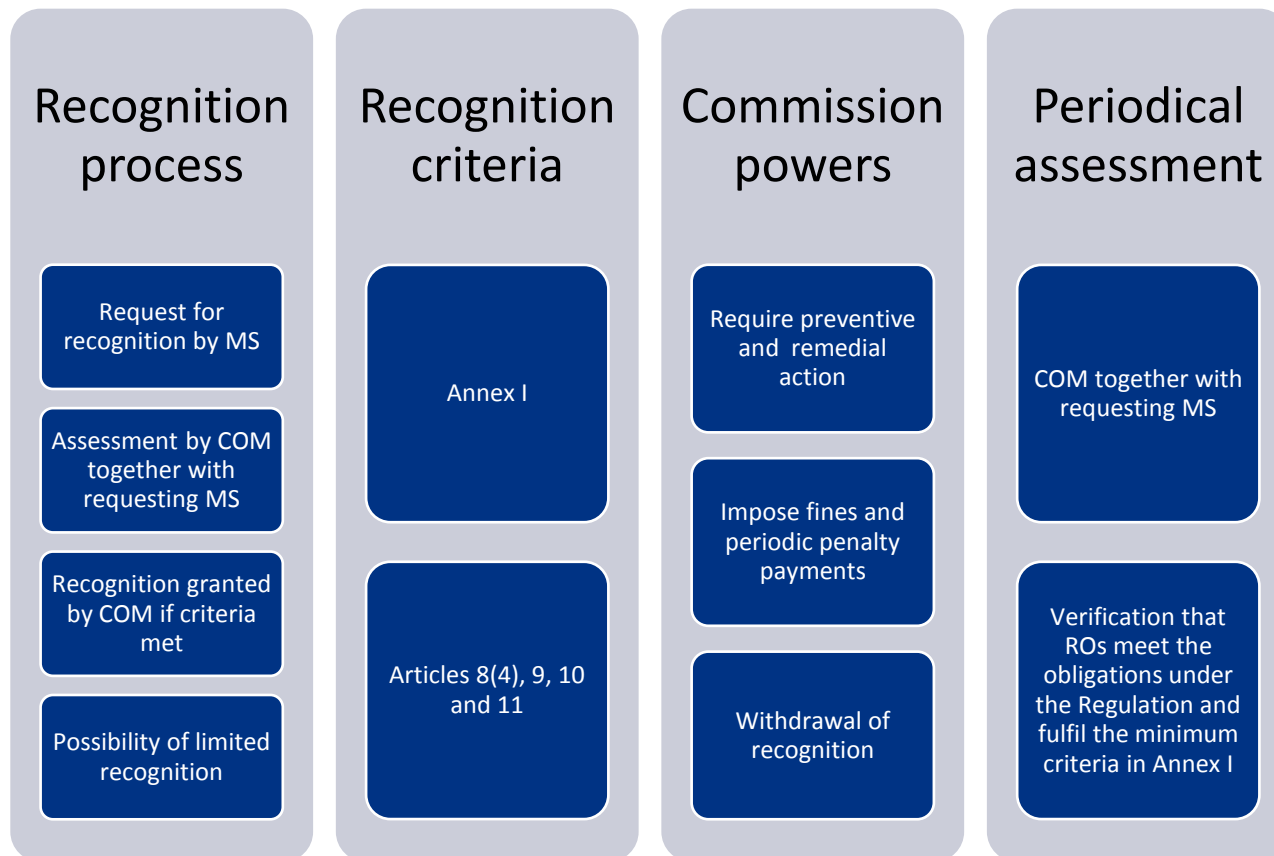 Recognition
process
Request for
recognition by MS
Assessment by COM
together with
requesting MS
Recognition granted
by COM if criteria
met
Possibility of limited
recognition
Recognition
criteria
Annex I
Articles 8(4), 9, 10
and 11
Commission
powers
Require preventive
and remedial
action
Impose fines and
periodic penalty
payments
Withdrawal of
recognition
Periodical
assessment
COM together with
requesting MS
Verification that
ROs meet the
obligations under
the Regulation and
fulfil the minimum
criteria in Annex I